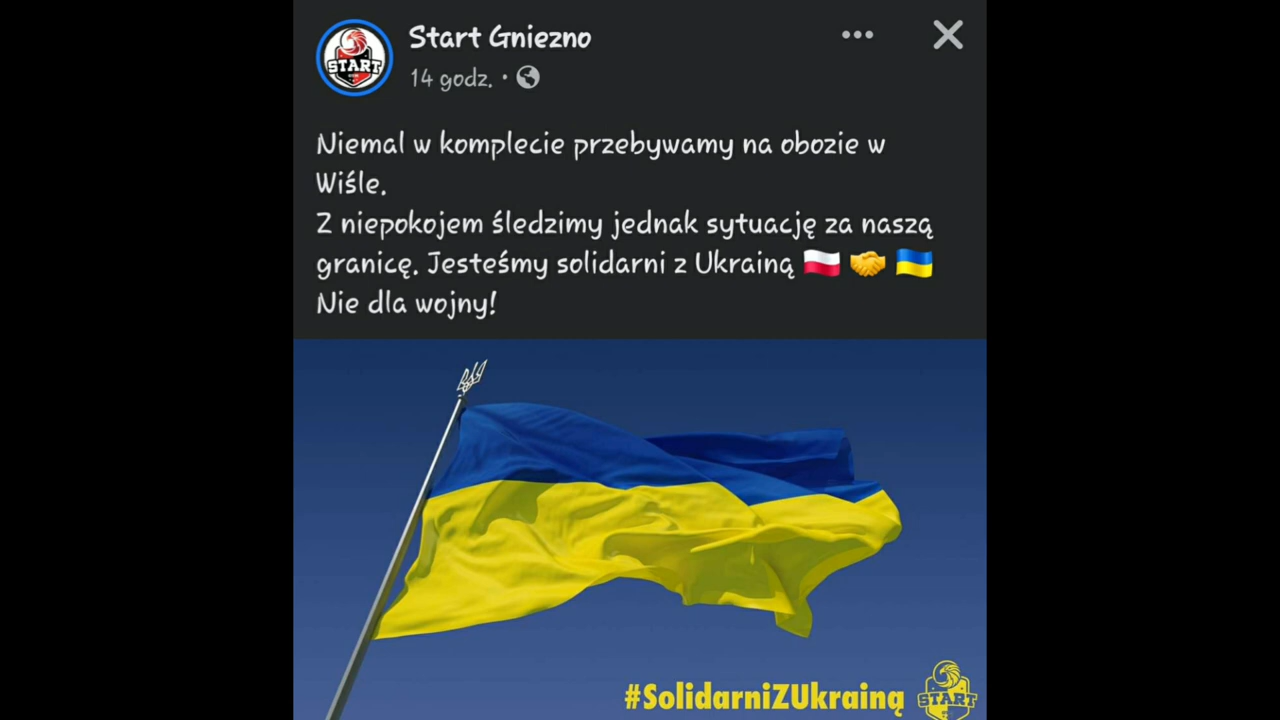 Start Gniezno
14 godz. ·
START
Niemal w komplecie przebywamy na obozie w
Wiśle.
Z niepokojem śledzimy jednak sytuację za naszą
granicę. Jesteśmy solidarni z Ukrainą 🇵🇱 🤝 🇺🇦
Nie dla wojny!
#SolidarniZUkrainą
START